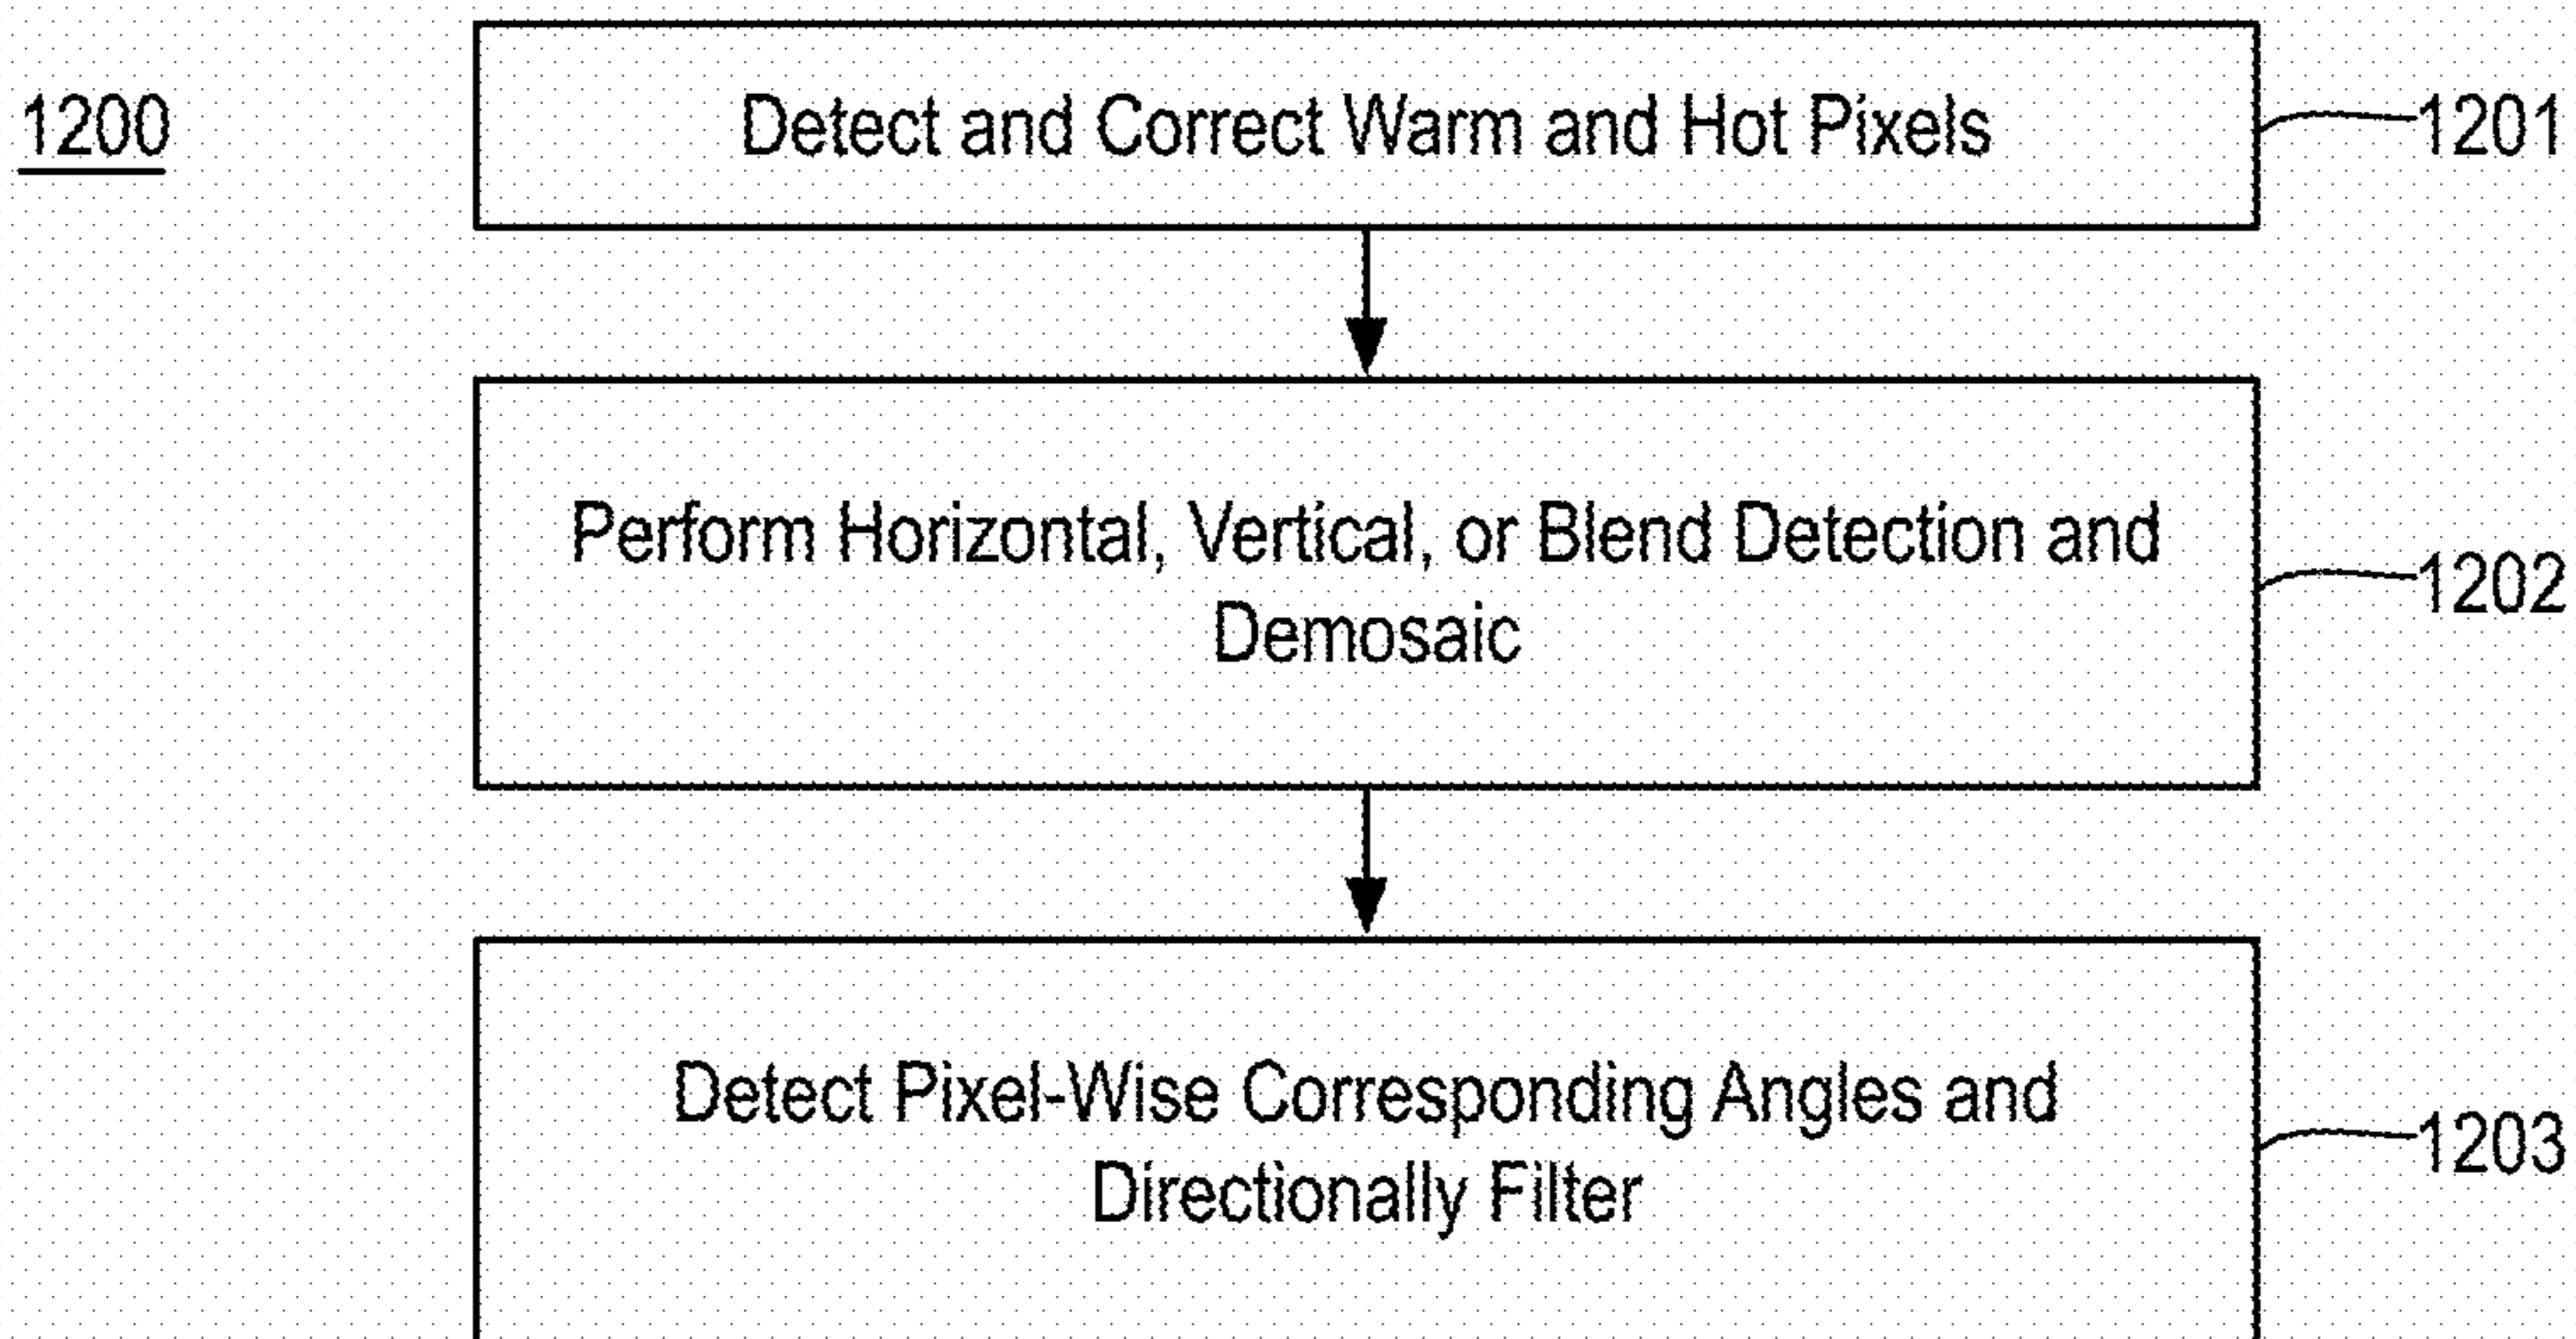 1200
Detect and Correct Warm and Hot Pixels
1201
Perform Horizontal, Vertical, or Blend Detection and
Demosaic
1202
Detect Pixel-Wise Corresponding Angles and
Directionally Filter
1203